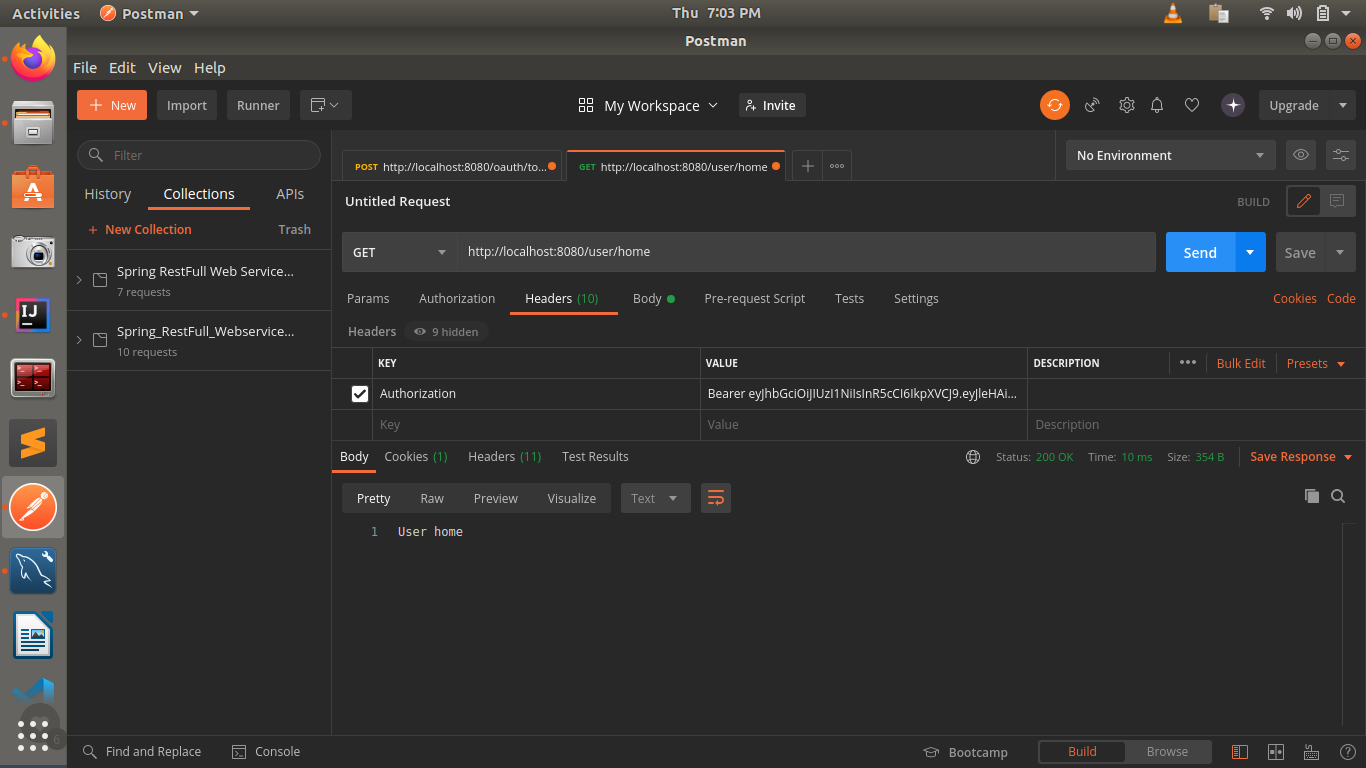 Activities Postman Thu 7:03 PM
Postman
File Edit View Help
New Import Runner My Workspace Invite Upgrade
Filter
History Collections APIs
New Collection Trash
Spring RestFull Web Service...
7 requests
Spring_RestFull_Webservice...
10 requests
POST http://localhost:8080/oauth/to... GET http://localhost:8080/user/home No Environment
Untitled Request BUILD
GET http://localhost:8080/user/home Send Save
Params Authorization Headers (10) Body Pre-request Script Tests Settings Cookies Code
Headers 9 hidden
KEY VALUE DESCRIPTION Bulk Edit Presets
Authorization Bearer eyJhbGciOiJIUzI1NiIsInR5cCI6IkpXVCJ9.eyJleHAi...
Key Value Description
Body Cookies (1) Headers (11) Test Results Status: 200 OK Time: 10 ms Size: 354 B Save Response
Pretty Raw Preview Visualize Text
1 User home
Find and Replace Console Bootcamp Build Browse